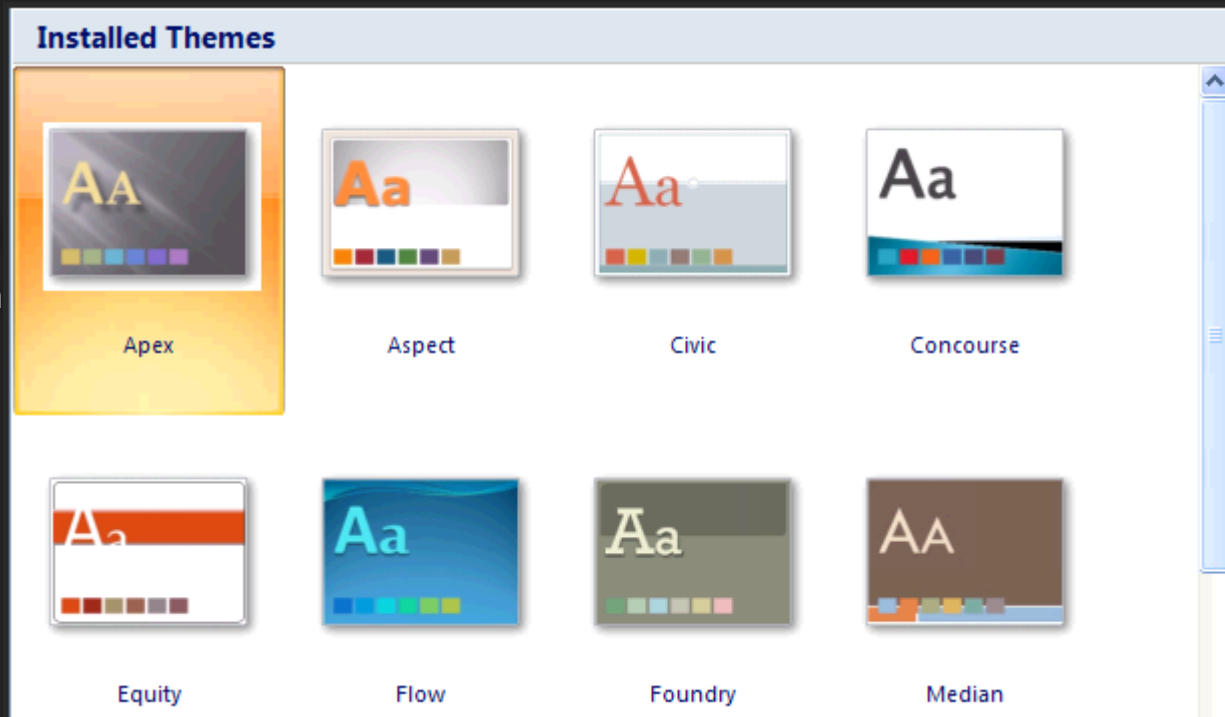 Installed Themes
AA Aa Aa Aa
Apex Aspect Civic Concourse
Aa Aa Aa AA
Equity Flow Foundry Median